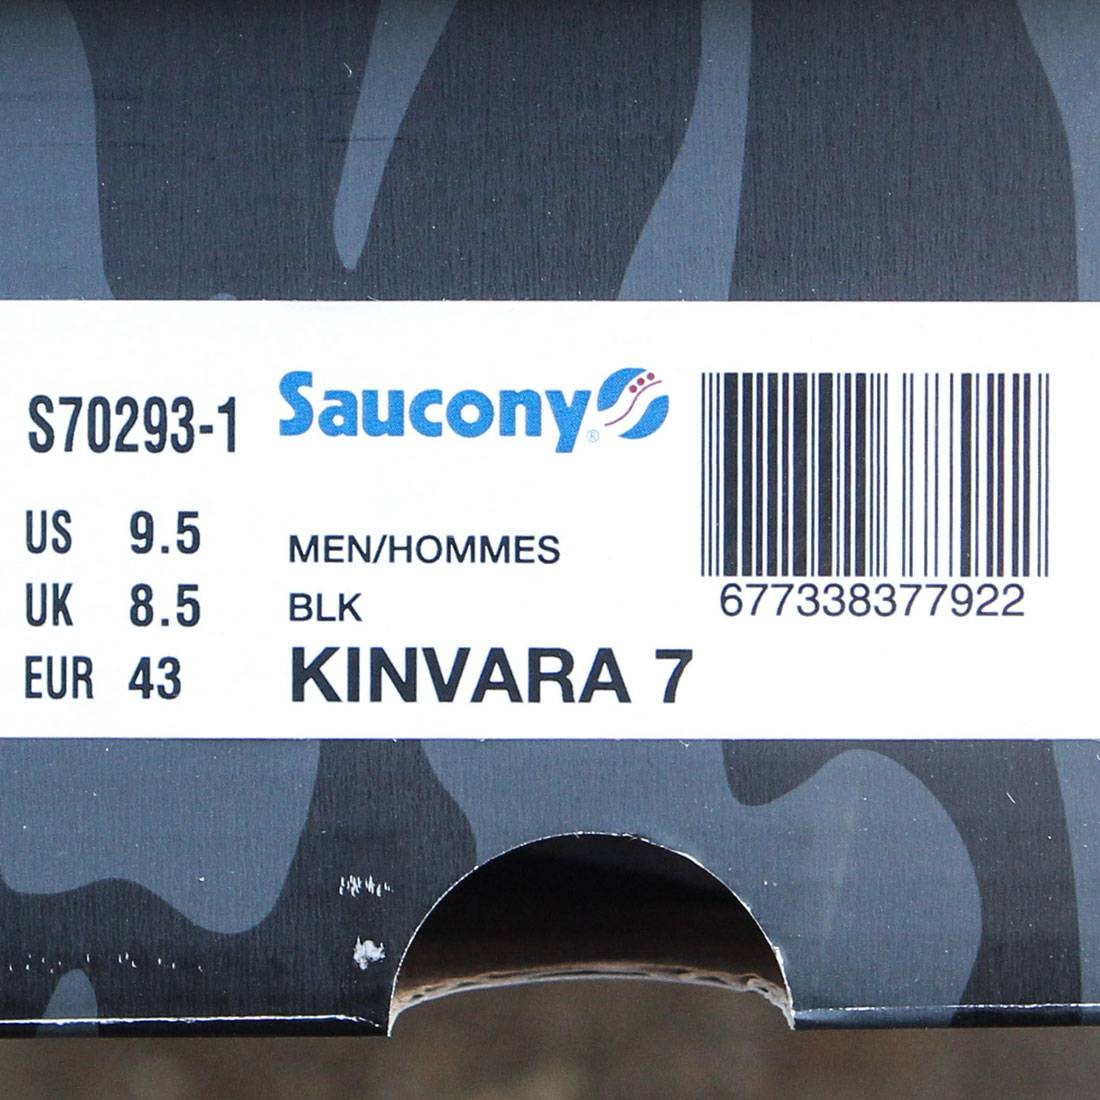 S70293-1
US 9.5
UK 8.5
EUR 43
Saucony®
MEN/HOMMES
BLK
KINVARA 7
677338377922